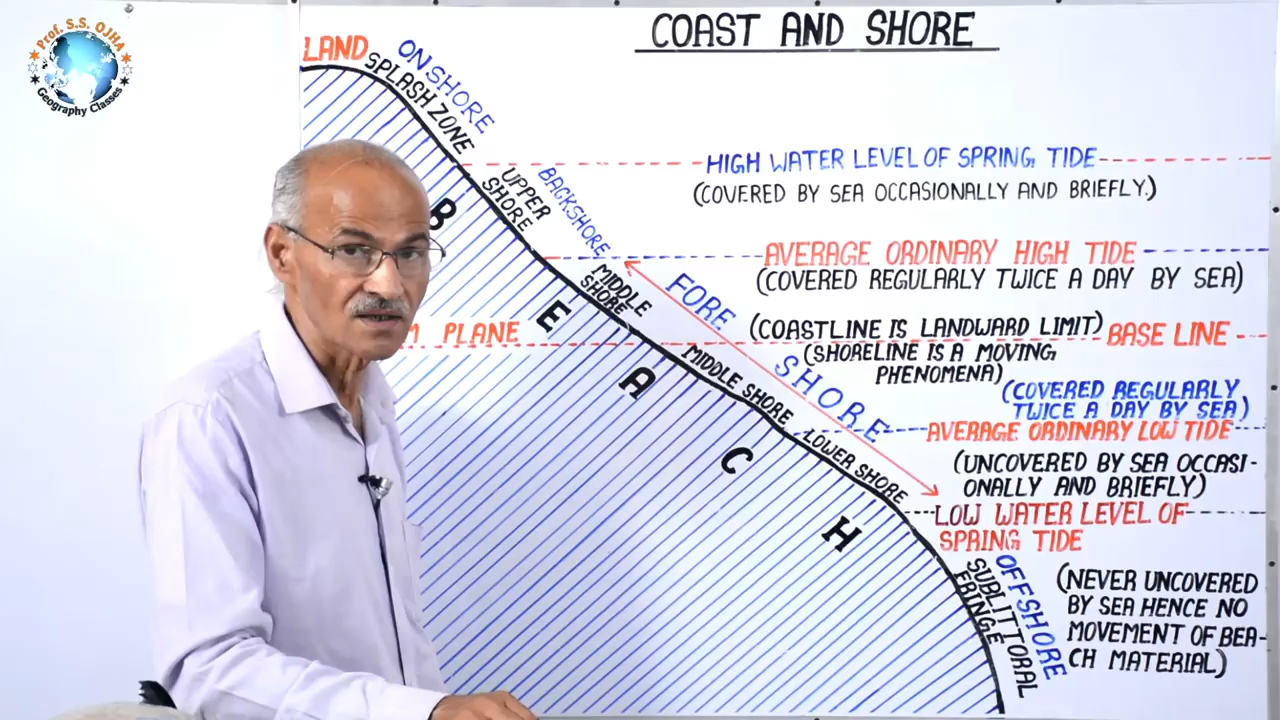 Prof. S.S. OJHA
Geography Classes
COAST AND SHORE
LAND
ONSHORE
SPLASH ZONE
HIGH WATER LEVEL OF SPRING TIDE
(COVERED BY SEA OCCASIONALLY AND BRIEFLY.)
BACKSHORE
UPPER
SHORE
B
AVERAGE ORDINARY HIGH TIDE
(COVERED REGULARLY TWICE A DAY BY SEA)
MIDDLE
SHORE
FORE
SHORE
E
PLANE
(COASTLINE IS LANDWARD LIMIT)
BASE LINE
(SHORELINE IS A MOVING
PHENOMENA)
MIDDLE SHORE
A
(COVERED REGULARLY
TWICE A DAY BY SEA)
AVERAGE ORDINARY LOW TIDE
LOWER SHORE
C
(UNCOVERED BY SEA OCCASI-
ONALLY AND BRIEFLY)
H
LOW WATER LEVEL OF
SPRING TIDE
OFFSHORE
SUBLITTORAL
FRINGE
(NEVER UNCOVERED
BY SEA HENCE NO
MOVEMENT OF BEA-
CH MATERIAL)